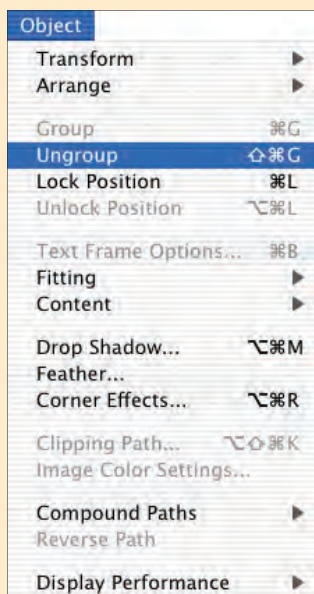 Object
Transform ▶
Arrange ▶
Group ⌘G
Ungroup ⇧⌘G
Lock Position ⌘L
Unlock Position ⌥⌘L
Text Frame Options... ⌘B
Fitting ▶
Content ▶
Drop Shadow... ⌥⌘M
Feather...
Corner Effects... ⌥⌘R
Clipping Path... ⌥⇧⌘K
Image Color Settings...
Compound Paths ▶
Reverse Path
Display Performance ▶